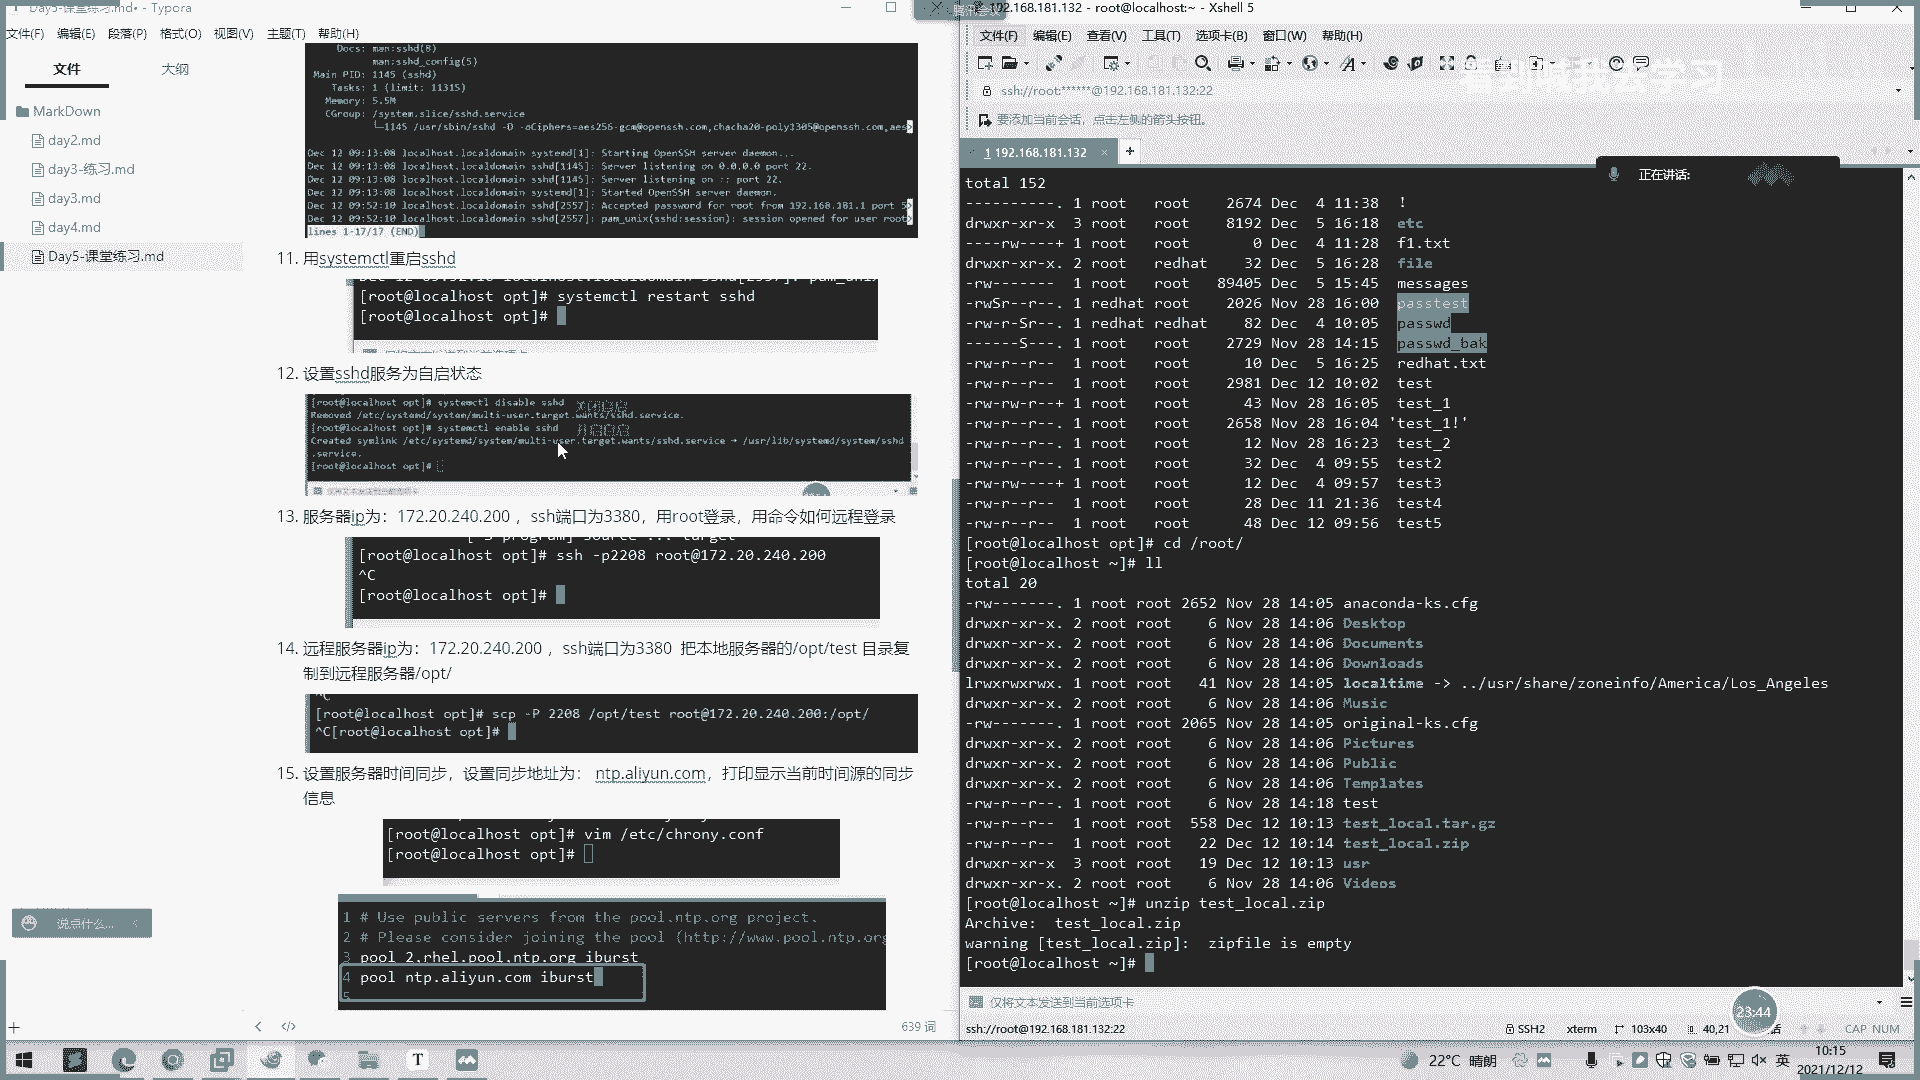 Day5-课堂练习.md• - Typora
文件(F) 编辑(E) 段落(P) 格式(O) 视图(V) 主题(T) 帮助(H)
文件 大纲
MarkDown
day2.md
day3-练习.md
day3.md
day4.md
Day5-课堂练习.md
Docs: man:sshd(8)
man:sshd_config(5)
Main PID: 1145 (sshd)
Tasks: 1 (limit: 11315)
Memory: 5.5M
CGroup: /system.slice/sshd.service
└─1145 /usr/sbin/sshd -D -oCiphers=aes256-gcm@openssh.com,chacha20-poly1305@openssh.com,aes>
Dec 12 09:13:08 localhost.localdomain systemd[1]: Starting OpenSSH server daemon...
Dec 12 09:13:08 localhost.localdomain sshd[1145]: Server listening on 0.0.0.0 port 22.
Dec 12 09:13:08 localhost.localdomain sshd[1145]: Server listening on :: port 22.
Dec 12 09:13:08 localhost.localdomain systemd[1]: Started OpenSSH server daemon.
Dec 12 09:52:10 localhost.localdomain sshd[2557]: Accepted password for root from 192.168.181.1 port 5>
Dec 12 09:52:10 localhost.localdomain sshd[2557]: pam_unix(sshd:session): session opened for user root>
lines 1-17/17 (END)
11. 用systemctl重启sshd
[root@localhost opt]# systemctl restart sshd
[root@localhost opt]#
12. 设置sshd服务为自启状态
[root@localhost opt]# systemctl disable sshd
Removed /etc/systemd/system/multi-user.target.wants/sshd.service.
[root@localhost opt]# systemctl enable sshd
Created symlink /etc/systemd/system/multi-user.target.wants/sshd.service → /usr/lib/systemd/system/sshd
.service.
[root@localhost opt]#
13. 服务器ip为：172.20.240.200 ，ssh端口为3380，用root登录，用命令如何远程登录
[root@localhost opt]# ssh -p2208 root@172.20.240.200
^C
[root@localhost opt]#
14. 远程服务器ip为：172.20.240.200 ，ssh端口为3380 把本地服务器的/opt/test 目录复
制到远程服务器/opt/
^C
[root@localhost opt]# scp -P 2208 /opt/test root@172.20.240.200:/opt/
^C[root@localhost opt]#
15. 设置服务器时间同步，设置同步地址为： ntp.aliyun.com，打印显示当前时间源的同步
信息
[root@localhost opt]# vim /etc/chrony.conf
[root@localhost opt]#
1 # Use public servers from the pool.ntp.org project.
2 # Please consider joining the pool (http://www.pool.ntp.org
3 pool 2.rhel.pool.ntp.org iburst
4 pool ntp.aliyun.com iburst
5
说点什么...
639 词
腾讯会议
192.168.181.132 - root@localhost:~ - Xshell 5
文件(F) 编辑(E) 查看(V) 工具(T) 选项卡(B) 窗口(W) 帮助(H)
看到喊我去学习
ssh://root:******@192.168.181.132:22
要添加当前会话，点击左侧的箭头按钮。
1 192.168.181.132
正在讲话:
total 152
----------. 1 root root 2674 Dec 4 11:38 !
drwxr-xr-x 3 root root 8192 Dec 5 16:18 etc
----rw----+ 1 root root 0 Dec 4 11:28 f1.txt
drwxr-xr-x. 2 root redhat 32 Dec 5 16:28 file
-rw------- 1 root root 89405 Dec 5 15:45 messages
-rwSr--r--. 1 redhat root 2026 Nov 28 16:00 passtest
-rw-r-Sr--. 1 redhat redhat 82 Dec 4 10:05 passwd
------S---. 1 root root 2729 Nov 28 14:15 passwd_bak
-rw-r--r-- 1 root root 10 Dec 5 16:25 redhat.txt
-rw-r--r-- 1 root root 2981 Dec 12 10:02 test
-rw-rw-r--+ 1 root root 43 Nov 28 16:05 test_1
-rw-r--r--. 1 root root 2658 Nov 28 16:04 'test_1!'
-rw-r--r--. 1 root root 12 Nov 28 16:23 test_2
-rw-r--r--. 1 root root 32 Dec 4 09:55 test2
-rw-rw----+ 1 root root 12 Dec 4 09:57 test3
-rw-r--r-- 1 root root 28 Dec 11 21:36 test4
-rw-r--r-- 1 root root 48 Dec 12 09:56 test5
[root@localhost opt]# cd /root/
[root@localhost ~]# ll
total 20
-rw-------. 1 root root 2652 Nov 28 14:05 anaconda-ks.cfg
drwxr-xr-x. 2 root root 6 Nov 28 14:06 Desktop
drwxr-xr-x. 2 root root 6 Nov 28 14:06 Documents
drwxr-xr-x. 2 root root 6 Nov 28 14:06 Downloads
lrwxrwxrwx. 1 root root 41 Nov 28 14:05 localtime -> ../usr/share/zoneinfo/America/Los_Angeles
drwxr-xr-x. 2 root root 6 Nov 28 14:06 Music
-rw-------. 1 root root 2065 Nov 28 14:05 original-ks.cfg
drwxr-xr-x. 2 root root 6 Nov 28 14:06 Pictures
drwxr-xr-x. 2 root root 6 Nov 28 14:06 Public
drwxr-xr-x. 2 root root 6 Nov 28 14:06 Templates
-rw-r--r--. 1 root root 6 Nov 28 14:18 test
-rw-r--r-- 1 root root 558 Dec 12 10:13 test_local.tar.gz
-rw-r--r-- 1 root root 22 Dec 12 10:14 test_local.zip
drwxr-xr-x 3 root root 19 Dec 12 10:13 usr
drwxr-xr-x. 2 root root 6 Nov 28 14:06 Videos
[root@localhost ~]# unzip test_local.zip
Archive: test_local.zip
warning [test_local.zip]: zipfile is empty
[root@localhost ~]#
仅将文本发送到当前选项卡
23:44
ssh://root@192.168.181.132:22 SSH2 xterm 103x40 40,21 CAP NUM
22°C 晴朗 英 10:15
2021/12/12